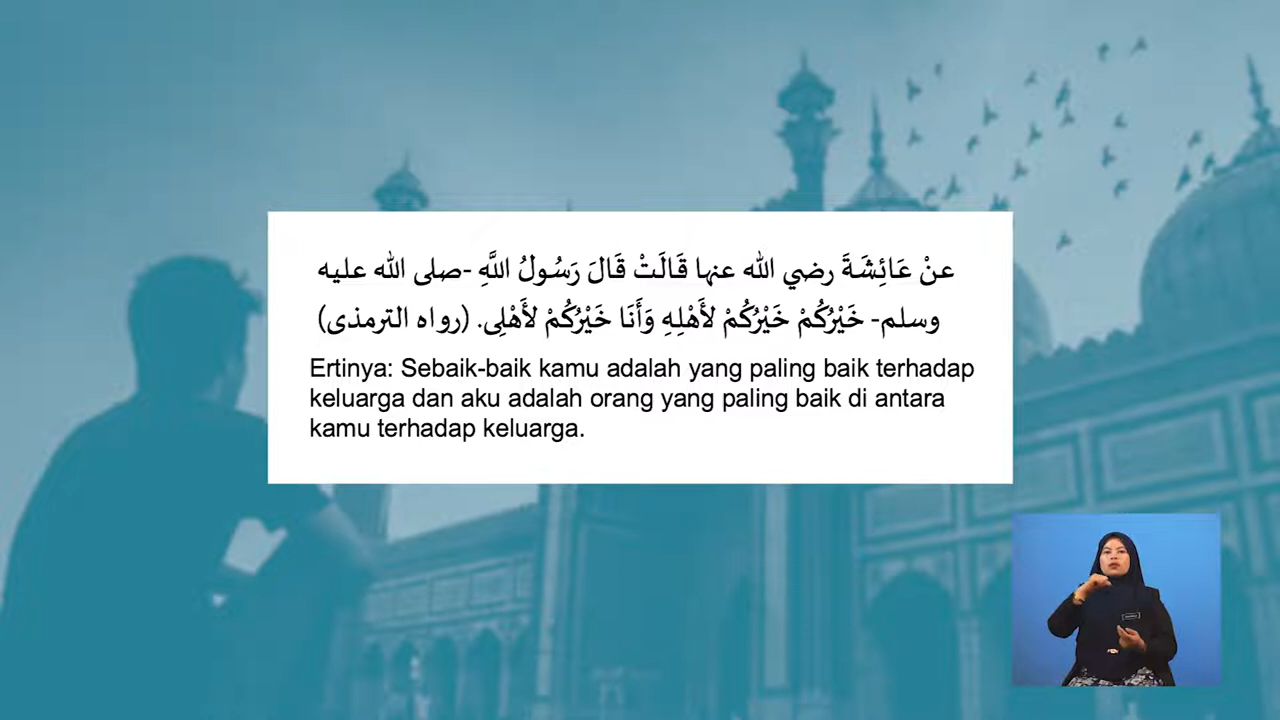 عنْ عَائِشَةَ رضي الله عنها قَالَتْ قَالَ رَسُولُ اللَّهِ -صلى الله عليه
وسلم- خَيْرُكُمْ خَيْرُكُمْ لأَهْلِهِ وَأَنَا خَيْرُكُمْ لأَهْلِى. (رواه الترمذى)
Ertinya: Sebaik-baik kamu adalah yang paling baik terhadap
keluarga dan aku adalah orang yang paling baik di antara
kamu terhadap keluarga.